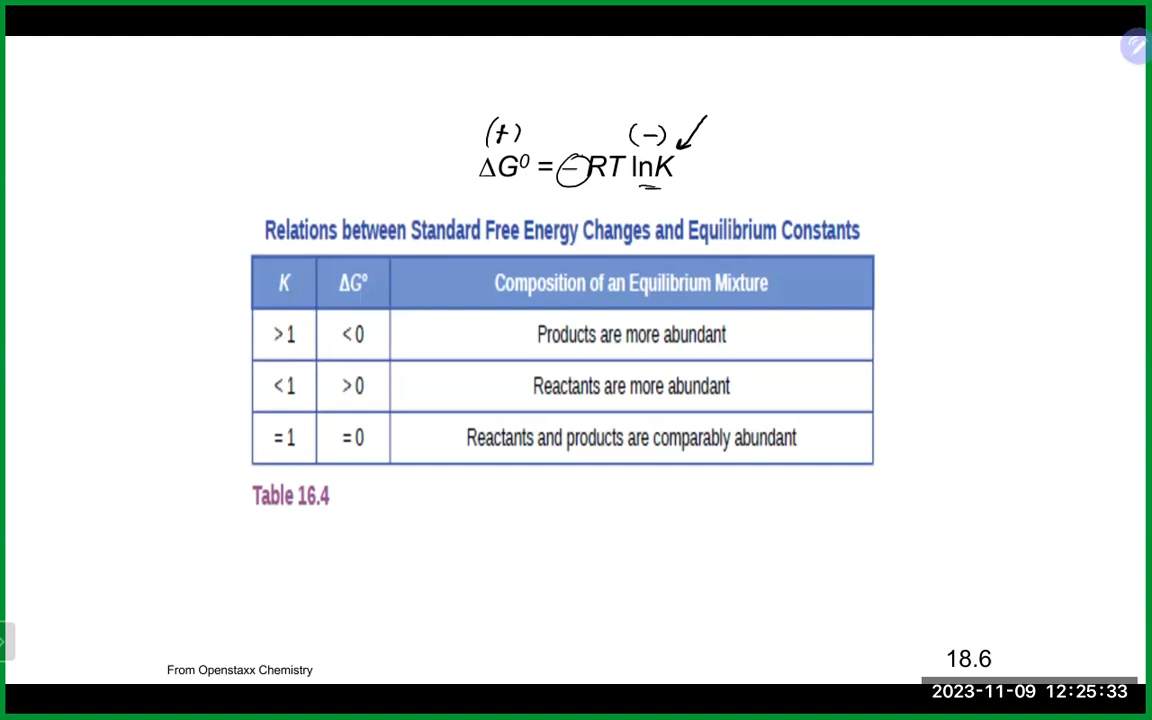 (+) (−)
ΔG⁰ = −RT lnK
Relations between Standard Free Energy Changes and Equilibrium Constants
K ΔG° Composition of an Equilibrium Mixture
> 1 < 0 Products are more abundant
< 1 > 0 Reactants are more abundant
= 1 = 0 Reactants and products are comparably abundant
Table 16.4
18.6
From Openstaxx Chemistry
2023-11-09 12:25:33